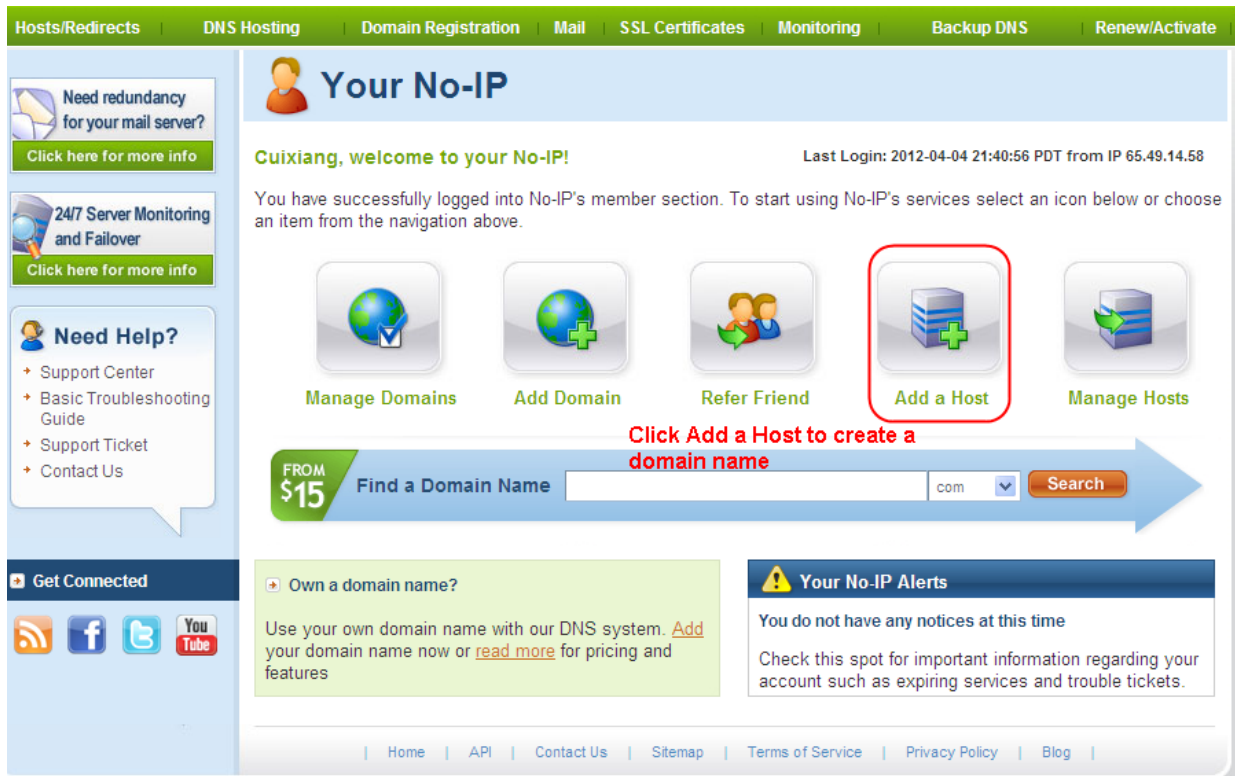 Hosts/Redirects | DNS Hosting | Domain Registration | Mail | SSL Certificates | Monitoring | Backup DNS | Renew/Activate
Need redundancy
for your mail server?
Click here for more info
24/7 Server Monitoring
and Failover
Click here for more info
Need Help?
Support Center
Basic Troubleshooting
Guide
Support Ticket
Contact Us
Get Connected
You
Tube
Your No-IP
Cuixiang, welcome to your No-IP!
Last Login: 2012-04-04 21:40:56 PDT from IP 65.49.14.58
You have successfully logged into No-IP's member section. To start using No-IP's services select an icon below or choose
an item from the navigation above.
Manage Domains
Add Domain
Refer Friend
Add a Host
Manage Hosts
Click Add a Host to create a
domain name
FROM
$15
Find a Domain Name
com
Search
Own a domain name?
Use your own domain name with our DNS system. Add
your domain name now or read more for pricing and
features
Your No-IP Alerts
You do not have any notices at this time
Check this spot for important information regarding your
account such as expiring services and trouble tickets.
| Home | API | Contact Us | Sitemap | Terms of Service | Privacy Policy | Blog |